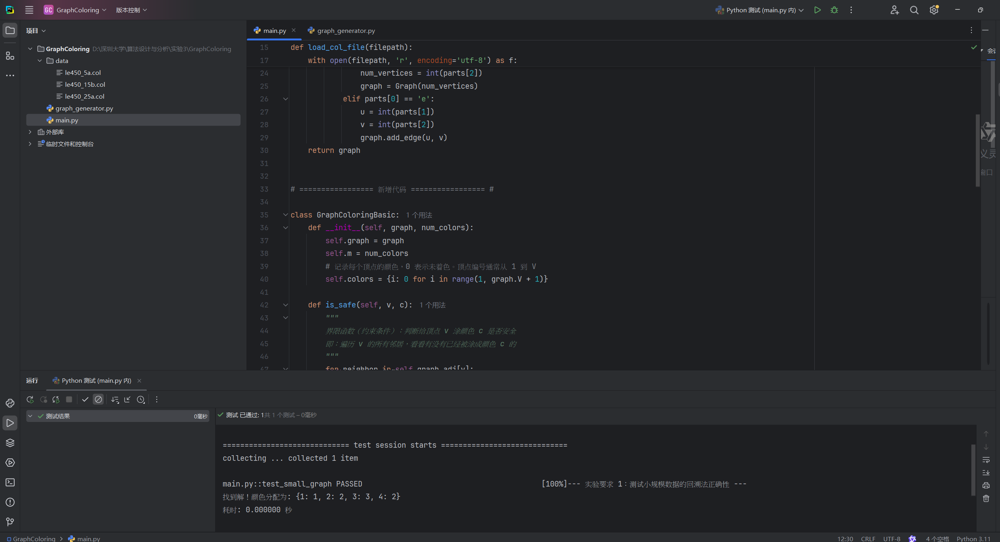 GC GraphColoring 版本控制 Python 测试 (main.py 内)
项目
GraphColoring D:\深圳大学\算法设计与分析\实验3\GraphColoring
data
le450_5a.col
le450_15b.col
le450_25a.col
graph_generator.py
main.py
外部库
临时文件和控制台
main.py graph_generator.py
15 def load_col_file(filepath):
17 with open(filepath, 'r', encoding='utf-8') as f:
24 num_vertices = int(parts[2])
25 graph = Graph(num_vertices)
26 elif parts[0] == 'e':
27 u = int(parts[1])
28 v = int(parts[2])
29 graph.add_edge(u, v)
30 return graph
31
32
33 # ================= 新增代码 ================= #
34
35 class GraphColoringBasic: 1 个用法
36 def __init__(self, graph, num_colors):
37 self.graph = graph
38 self.m = num_colors
39 # 记录每个顶点的颜色，0 表示未着色。顶点编号通常从 1 到 V
40 self.colors = {i: 0 for i in range(1, graph.V + 1)}
41
42 def is_safe(self, v, c): 1 个用法
43 """
44 界限函数（约束条件）：判断给顶点 v 涂颜色 c 是否安全
45 即：遍历 v 的所有邻居，看看有没有已经被涂成颜色 c 的
46 """
47 for neighbor in self.graph.adj[v]:
会话
义灵
窗口
运行 Python 测试 (main.py 内)
测试结果 0毫秒
测试 已通过: 1共 1 个测试 – 0毫秒
============================= test session starts =============================
collecting ... collected 1 item
main.py::test_small_graph PASSED [100%]--- 实验要求 1：测试小规模数据的回溯法正确性 ---
找到解！颜色分配为: {1: 1, 2: 2, 3: 3, 4: 2}
耗时: 0.000000 秒
GraphColoring main.py 12:30 CRLF UTF-8 4 个空格 Python 3.11